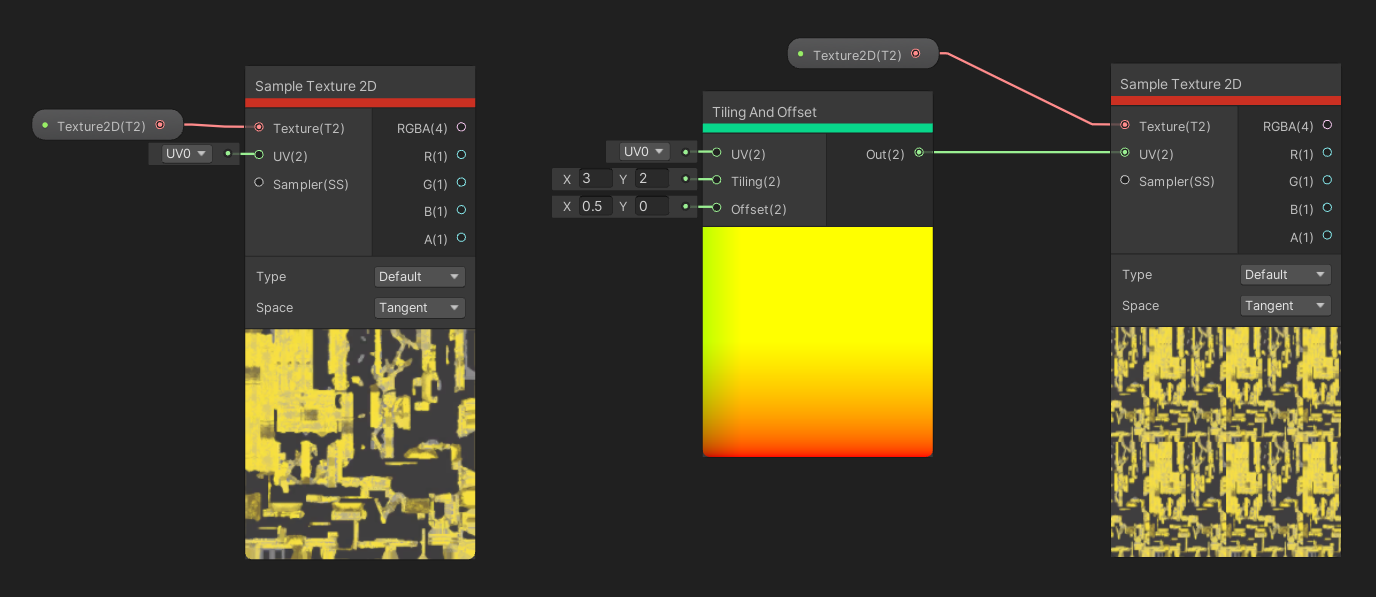 Texture2D(T2)
Sample Texture 2D
Texture(T2)
RGBA(4)
UV0
UV(2)
R(1)
Sampler(SS)
G(1)
B(1)
A(1)
Type
Default
Space
Tangent
Tiling And Offset
UV0
UV(2)
Out(2)
X 3 Y 2
Tiling(2)
X 0.5 Y 0
Offset(2)
Texture2D(T2)
Sample Texture 2D
Texture(T2)
RGBA(4)
UV(2)
R(1)
Sampler(SS)
G(1)
B(1)
A(1)
Type
Default
Space
Tangent